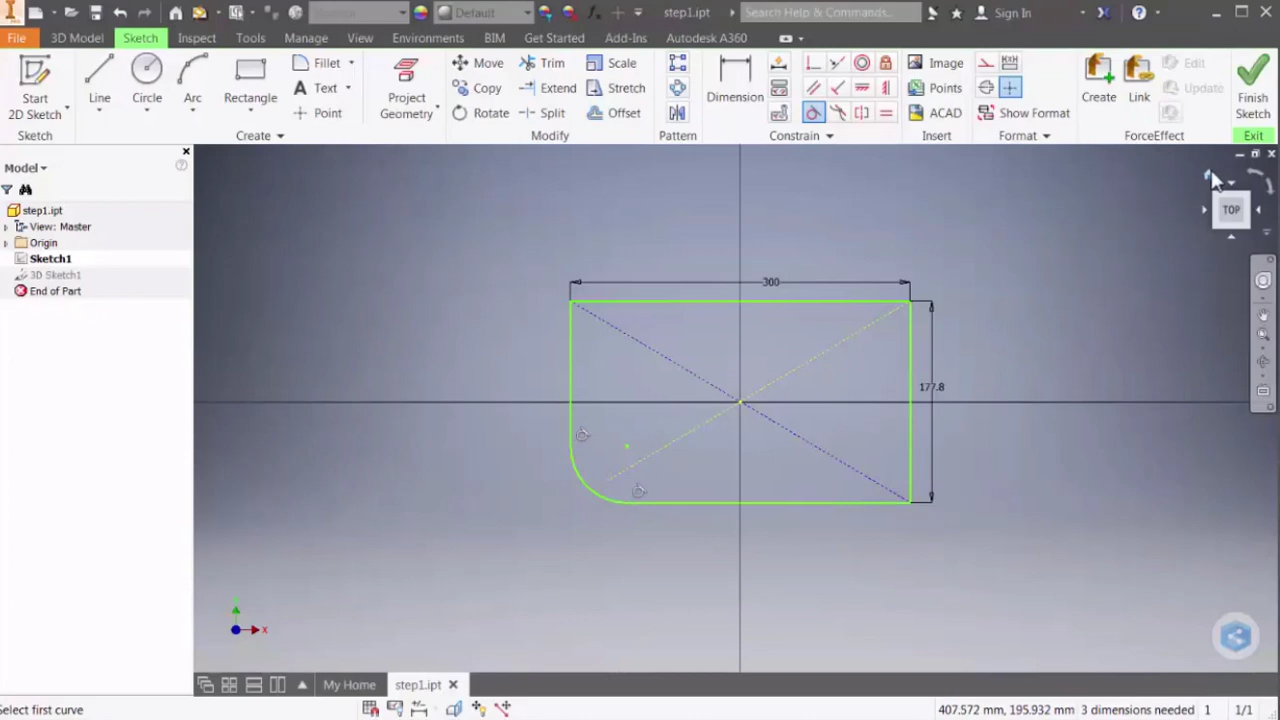 Default step1.ipt Search Help & Commands... Sign In
File 3D Model Sketch Inspect Tools Manage View Environments BIM Get Started Add-Ins Autodesk A360
Start
2D Sketch
Line
Circle
Arc
Rectangle
Fillet
Text
Point
Project
Geometry
Move Trim Scale
Copy Extend Stretch
Rotate Split Offset
Dimension
Image
Points
ACAD
Show Format
Create
Link
Edit
Update
Finish
Sketch
Sketch Create Modify Pattern Constrain Insert Format ForceEffect Exit
Model
step1.ipt
View: Master
Origin
Sketch1
3D Sketch1
End of Part
TOP
300
177.8
X
My Home step1.ipt
Select first curve 407.572 mm, 195.932 mm 3 dimensions needed 1 1/1